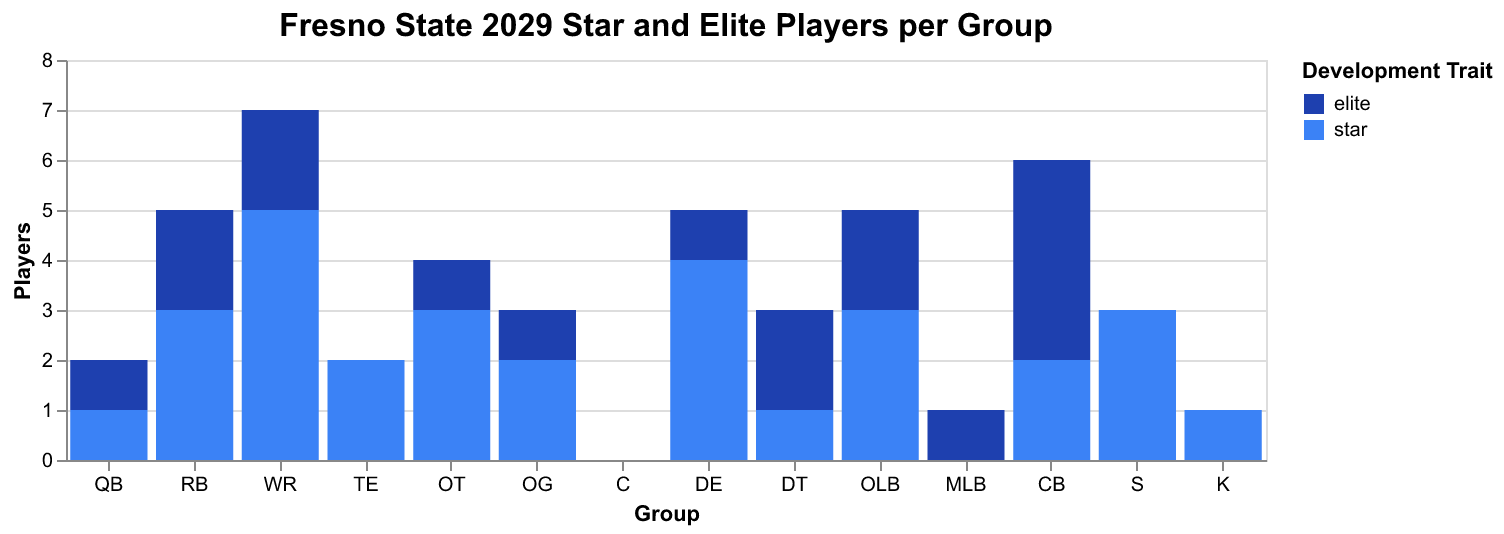 Fresno State 2029 Star and Elite Players per Group
Players
8
7
6
5
4
3
2
1
0
QB RB WR TE OT OG C DE DT OLB MLB CB S K
Group
Development Trait
elite
star